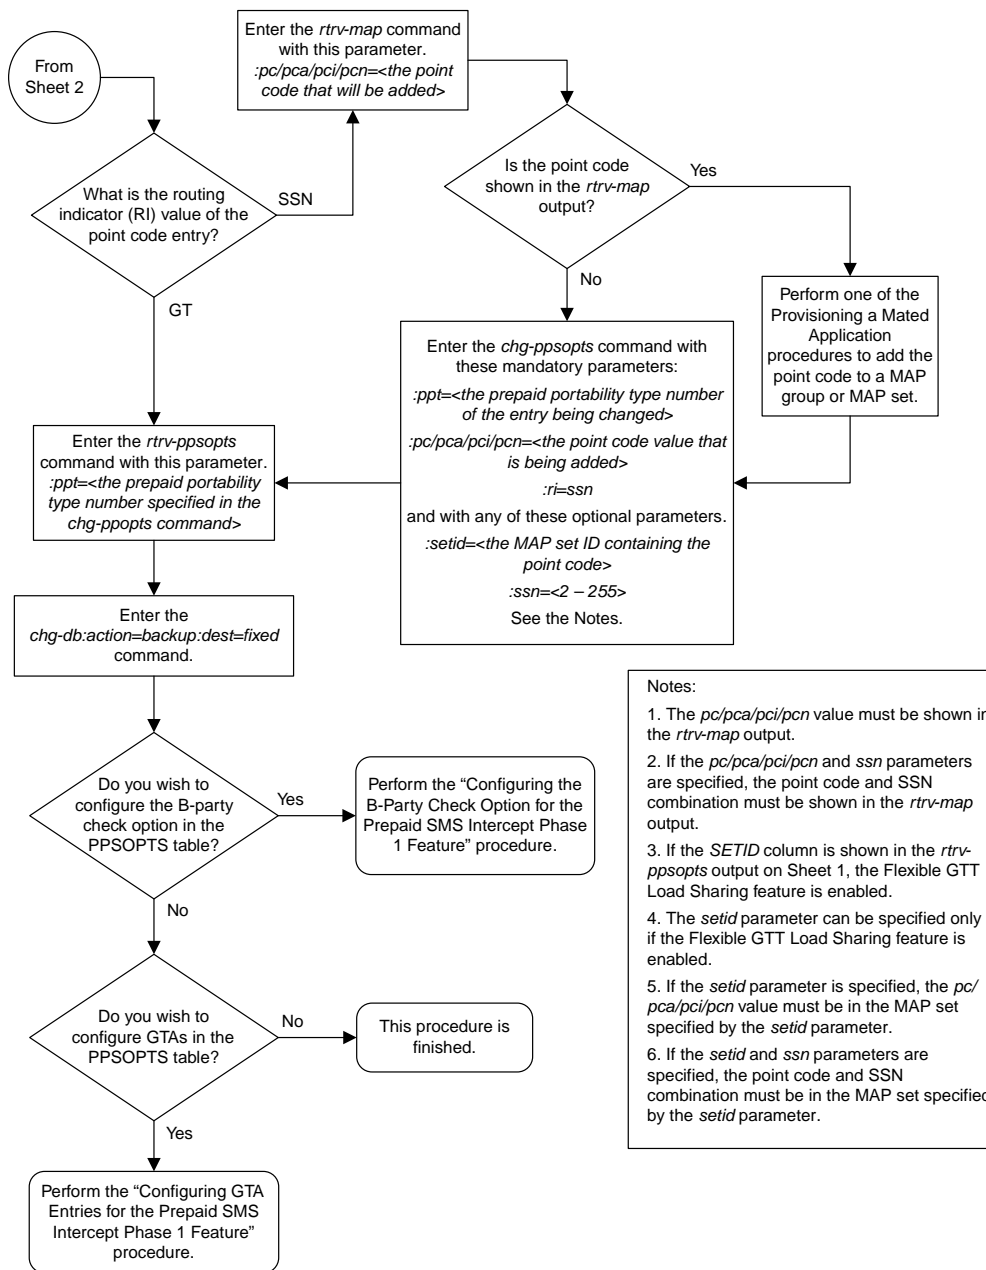 From
Sheet 2
Enter the rtrv-map command
with this parameter.
:pc/pca/pci/pcn=<the point
code that will be added>
What is the routing
indicator (RI) value of the
point code entry?
SSN
GT
Is the point code
shown in the rtrv-map
output?
Yes
No
Perform one of the
Provisioning a Mated
Application
procedures to add the
point code to a MAP
group or MAP set.
Enter the chg-ppsopts command with
these mandatory parameters:
:ppt=<the prepaid portability type number
of the entry being changed>
:pc/pca/pci/pcn=<the point code value that
is being added>
:ri=ssn
and with any of these optional parameters.
:setid=<the MAP set ID containing the
point code>
:ssn=<2 – 255>
See the Notes.
Enter the rtrv-ppsopts
command with this parameter.
:ppt=<the prepaid portability
type number specified in the
chg-ppopts command>
Enter the
chg-db:action=backup:dest=fixed
command.
Do you wish to
configure the B-party
check option in the
PPSOPTS table?
Yes
No
Perform the “Configuring the
B-Party Check Option for the
Prepaid SMS Intercept Phase
1 Feature” procedure.
Do you wish to
configure GTAs in the
PPSOPTS table?
No
Yes
This procedure is
finished.
Perform the “Configuring GTA
Entries for the Prepaid SMS
Intercept Phase 1 Feature”
procedure.
Notes:
1. The pc/pca/pci/pcn value must be shown in
the rtrv-map output.
2. If the pc/pca/pci/pcn and ssn parameters
are specified, the point code and SSN
combination must be shown in the rtrv-map
output.
3. If the SETID column is shown in the rtrv-
ppsopts output on Sheet 1, the Flexible GTT
Load Sharing feature is enabled.
4. The setid parameter can be specified only
if the Flexible GTT Load Sharing feature is
enabled.
5. If the setid parameter is specified, the pc/
pca/pci/pcn value must be in the MAP set
specified by the setid parameter.
6. If the setid and ssn parameters are
specified, the point code and SSN
combination must be in the MAP set specified
by the setid parameter.